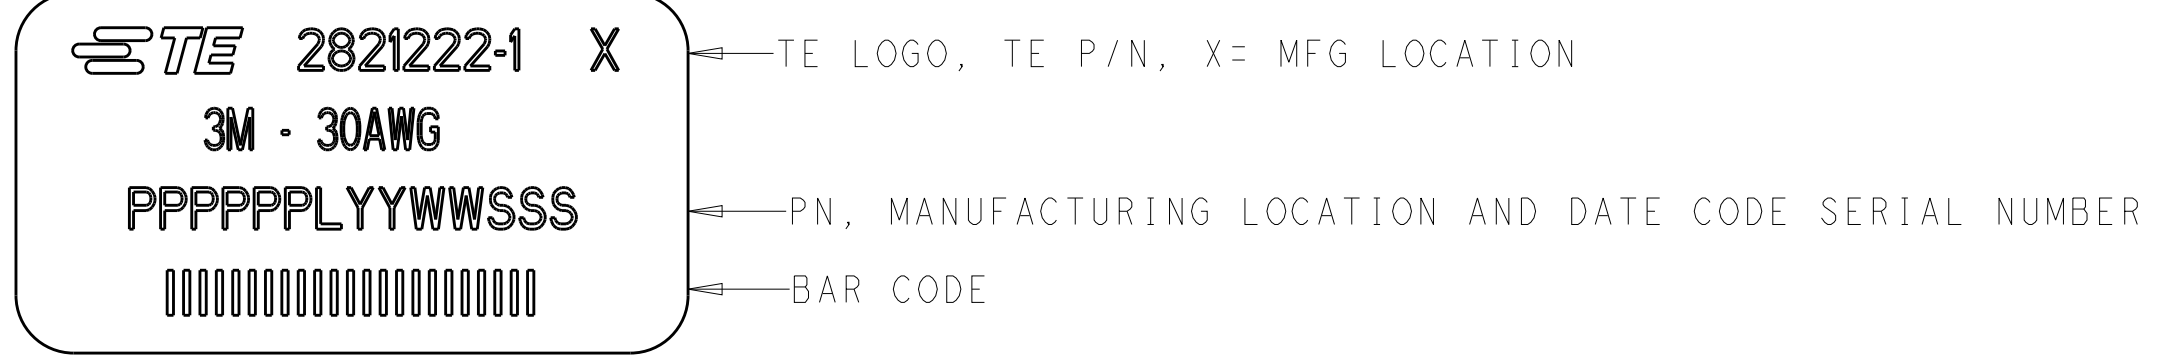 TE 2821222-1 X TE LOGO, TE P/N, X= MFG LOCATION
3M - 30AWG
PPPPPPLYYWWSSS PN, MANUFACTURING LOCATION AND DATE CODE SERIAL NUMBER
BAR CODE